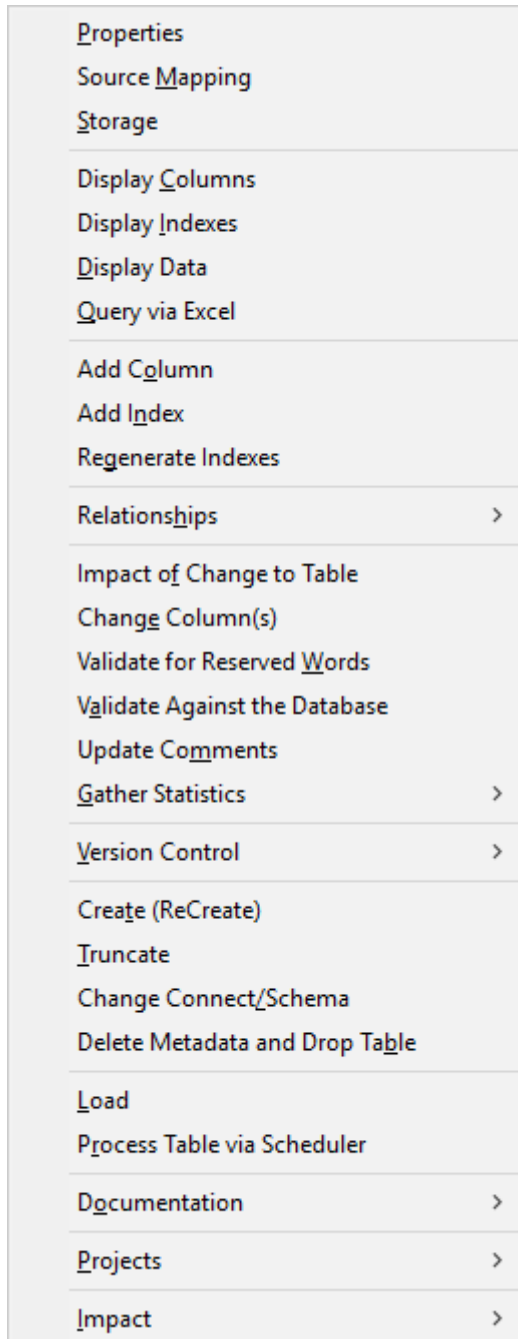 Properties
Source Mapping
Storage
Display Columns
Display Indexes
Display Data
Query via Excel
Add Column
Add Index
Regenerate Indexes
Relationships
Impact of Change to Table
Change Column(s)
Validate for Reserved Words
Validate Against the Database
Update Comments
Gather Statistics
Version Control
Create (ReCreate)
Truncate
Change Connect/Schema
Delete Metadata and Drop Table
Load
Process Table via Scheduler
Documentation
Projects
Impact